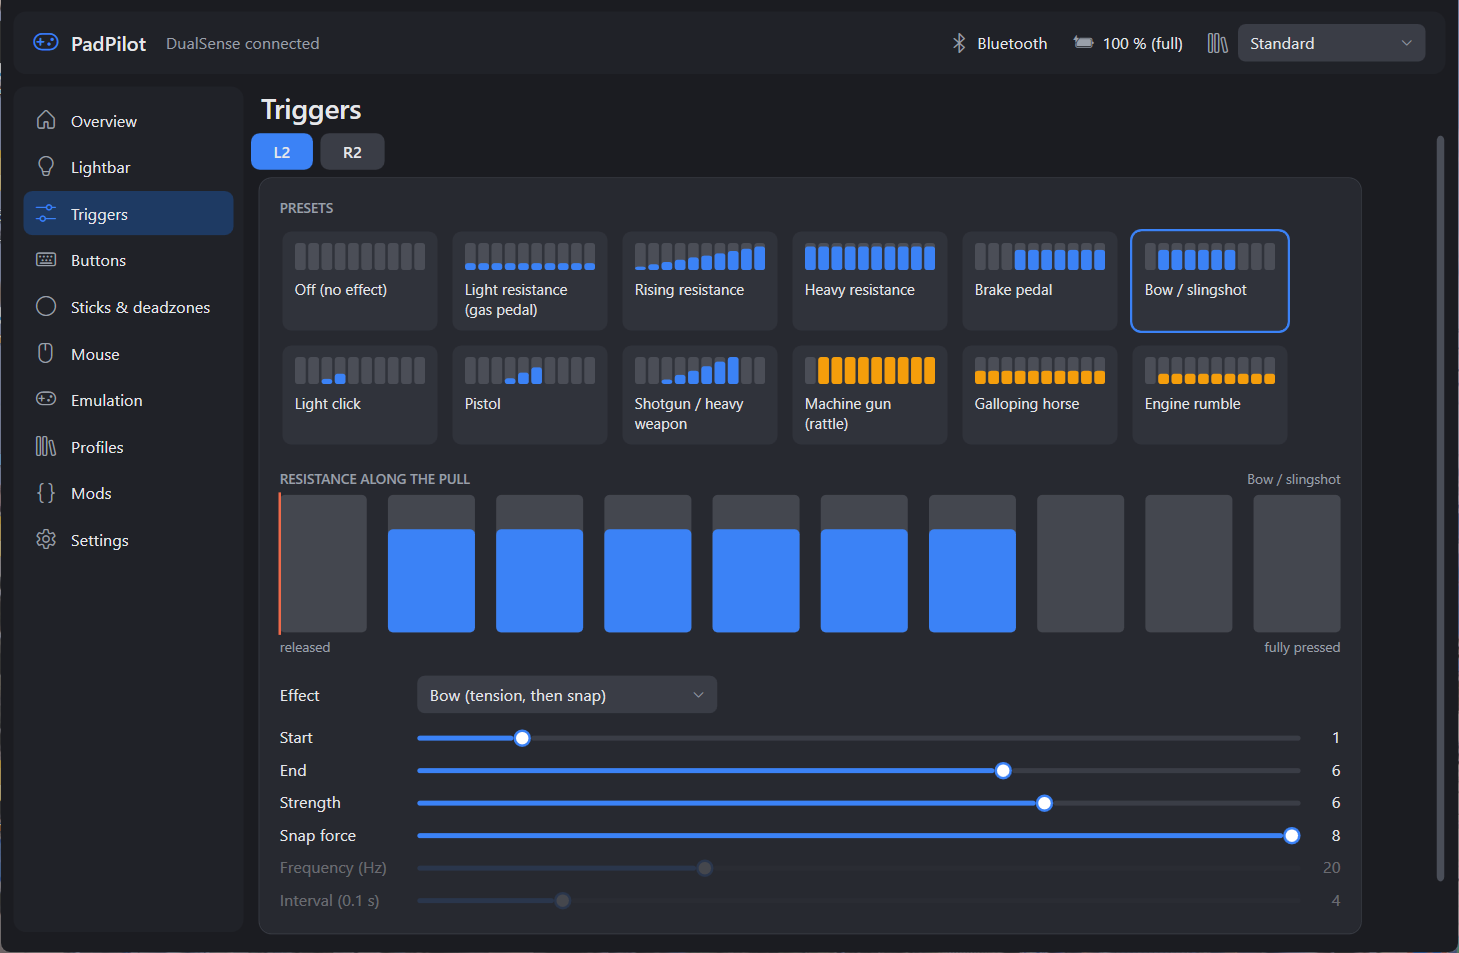 PadPilot DualSense connected Bluetooth 100 % (full) Standard
Overview
Lightbar
Triggers
Buttons
Sticks & deadzones
Mouse
Emulation
Profiles
Mods
Settings
Triggers
L2 R2
PRESETS
Off (no effect)
Light resistance
(gas pedal)
Rising resistance
Heavy resistance
Brake pedal
Bow / slingshot
Light click
Pistol
Shotgun / heavy
weapon
Machine gun
(rattle)
Galloping horse
Engine rumble
RESISTANCE ALONG THE PULL Bow / slingshot
released fully pressed
Effect Bow (tension, then snap)
Start 1
End 6
Strength 6
Snap force 8
Frequency (Hz) 20
Interval (0.1 s) 4